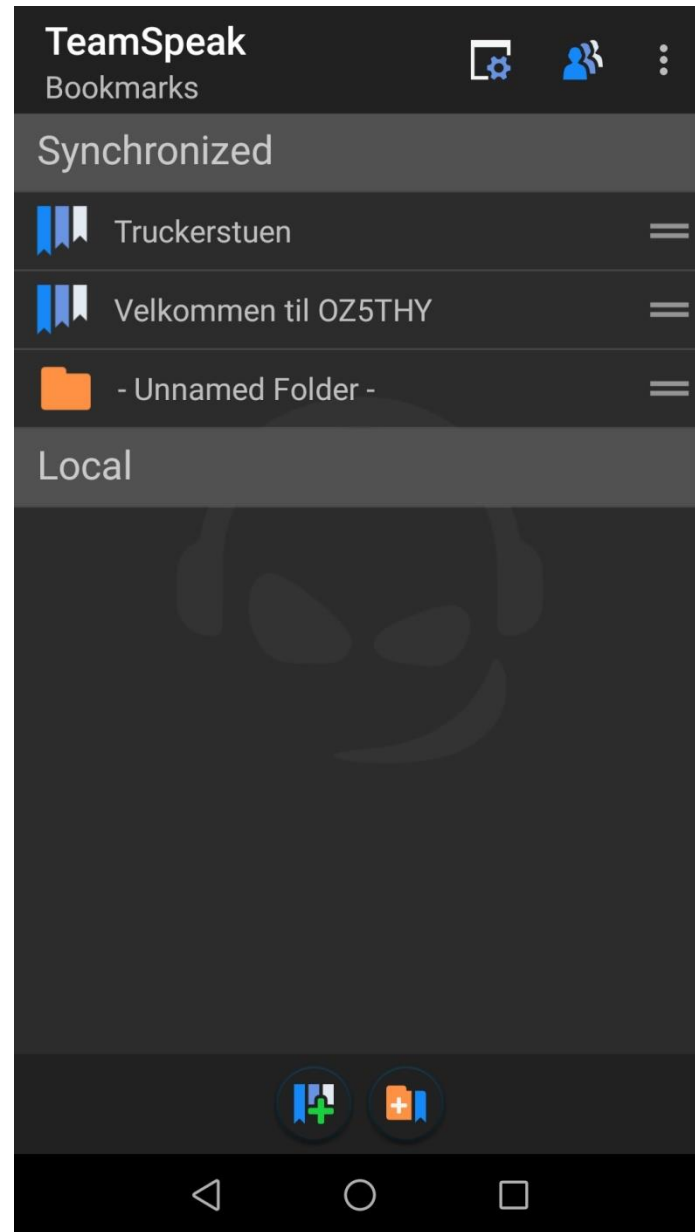 TeamSpeak
Bookmarks
Synchronized
Truckerstuen
Velkommen til OZ5THY
- Unnamed Folder -
Local